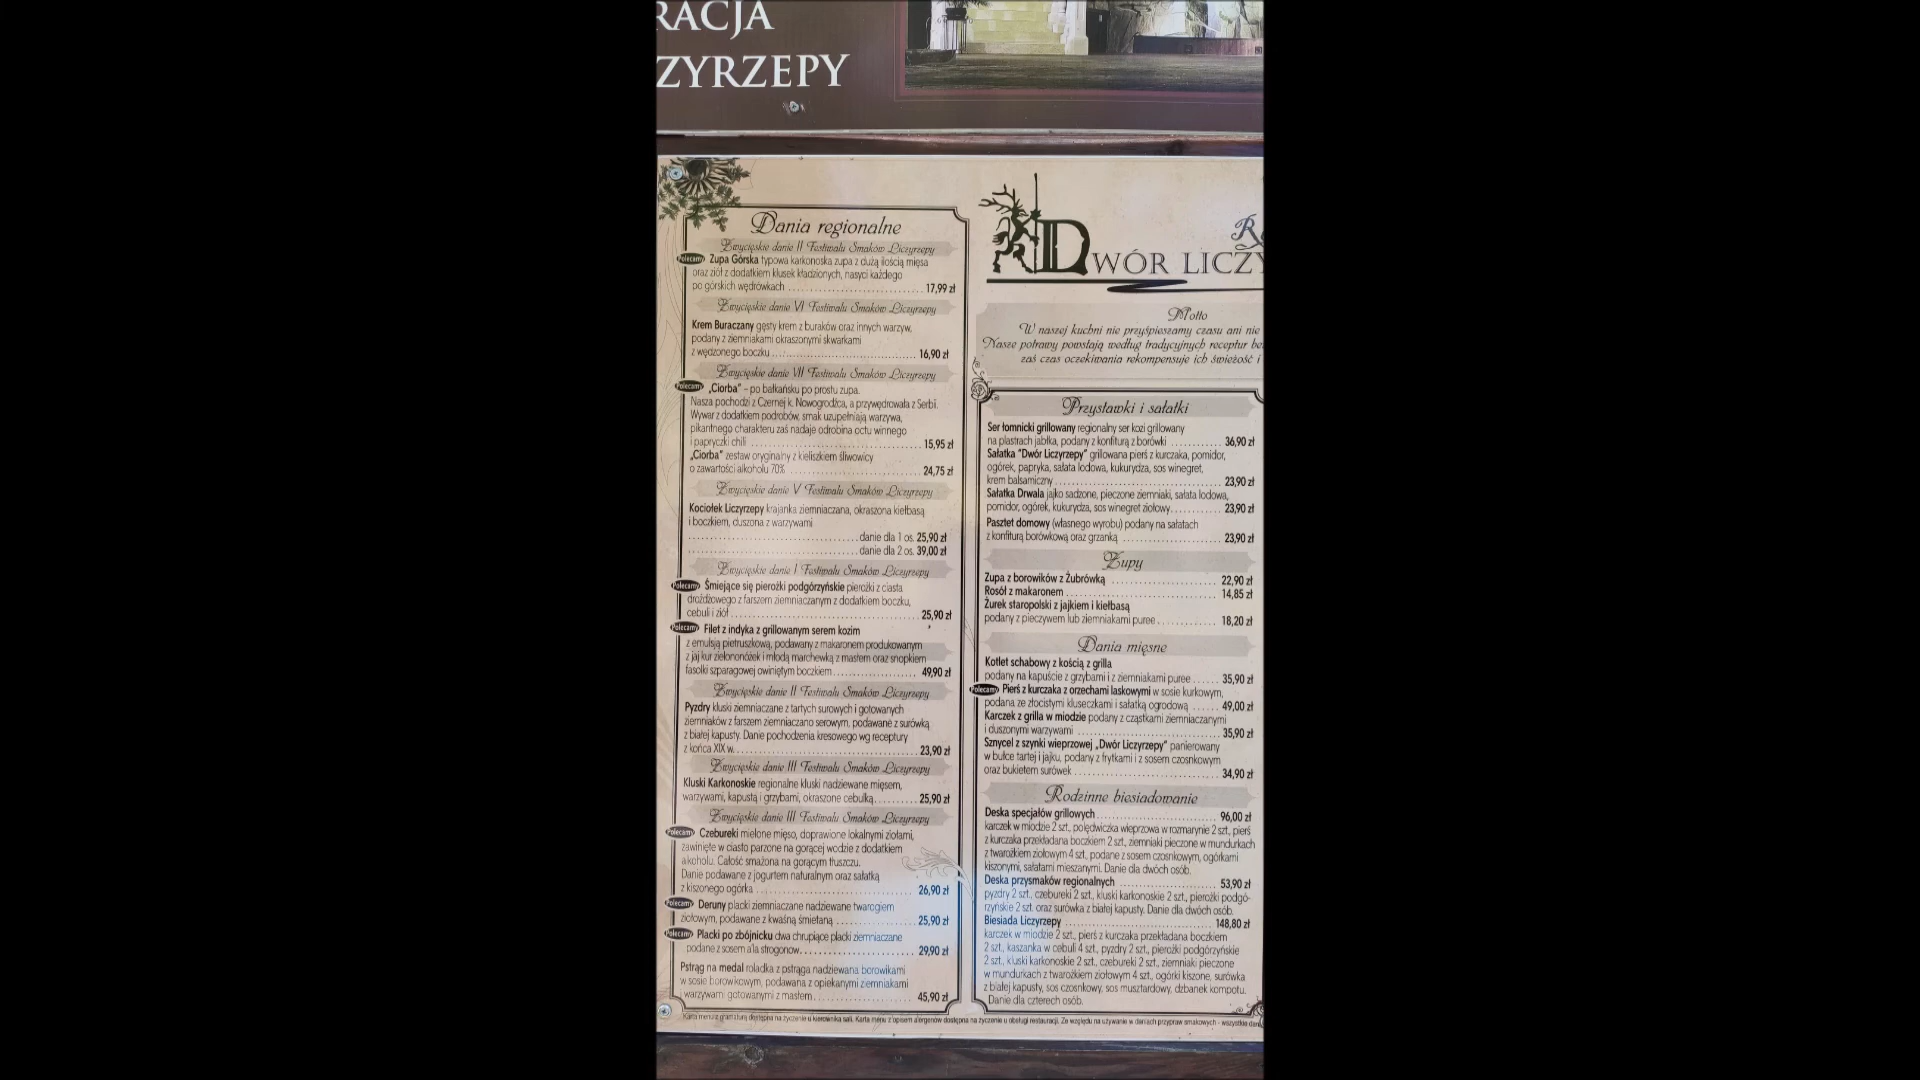 RACJA
ZYRZEPY
Dania regionalne
Zwycięskie danie II Festiwalu Smaków Liczyrzepy
Polecamy Zupa Górska typowa karkonoska zupa z dużą ilością mięsa
oraz ziół z dodatkiem klusek kładzionych, nasyci każdego
po górskich wędrówkach 17,99 zł
Zwycięskie danie VI Festiwalu Smaków Liczyrzepy
Krem Buraczany gęsty krem z buraków oraz innych warzyw,
podany z ziemniakami okraszonymi skwarkami
z wędzonego boczku 16,90 zł
Zwycięskie danie VII Festiwalu Smaków Liczyrzepy
Polecamy „Ciorba" – po bałkańsku po prostu zupa.
Nasza pochodzi z Czernej k. Nowogrodźca, a przywędrowała z Serbi.
Wywar z dodatkiem podrobów, smak uzupełniają warzywa,
pikantnego charakteru zaś nadaje odrobina octu winnego
i papryczki chili 15,95 zł
„Ciorba" zestaw oryginalny z kieliszkiem śliwowicy
o zawartości alkoholu 70% 24,75 zł
Zwycięskie danie V Festiwalu Smaków Liczyrzepy
Kociołek Liczyrzepy krajanka ziemniaczana, okraszona kiełbasą
i boczkiem, duszona z warzywami
danie dla 1 os. 25,90 zł
danie dla 2 os. 39,00 zł
Zwycięskie danie I Festiwalu Smaków Liczyrzepy
Polecamy Śmiejące się pierożki podgórzyńskie pierożki z ciasta
drożdżowego z farszem ziemniaczanym z dodatkiem boczku,
cebuli i ziół 25,90 zł
Polecamy Filet z indyka z grillowanym serem kozim
z emulsją pietruszkową, podawany z makaronem produkowanym
z jaj kur zielononóżek i młodą marchewką z masłem oraz snopkiem
fasolki szparagowej owiniętym boczkiem 49,90 zł
Zwycięskie danie II Festiwalu Smaków Liczyrzepy
Pyzdry kluski ziemniaczane z tartych surowych i gotowanych
ziemniaków z farszem ziemniaczano serowym, podawane z surówką
z białej kapusty. Danie pochodzenia kresowego wg receptury
z końca XIX w. 23,90 zł
Zwycięskie danie III Festiwalu Smaków Liczyrzepy
Kluski Karkonoskie regionalne kluski nadziewane mięsem,
warzywami, kapustą i grzybami, okraszone cebulką 25,90 zł
Zwycięskie danie III Festiwalu Smaków Liczyrzepy
Polecamy Czebureki mielone mięso, doprawione lokalnymi ziołami,
zawinięte w ciasto parzone na gorącej wodzie z dodatkiem
alkoholu. Całość smażona na gorącym tłuszczu.
Danie podawane z jogurtem naturalnym oraz sałatką
z kiszonego ogórka 26,90 zł
Polecamy Deruny placki ziemniaczane nadziewane twarogiem
ziołowym, podawane z kwaśną śmietaną 25,90 zł
Polecamy Placki po zbójnicku dwa chrupiące placki ziemniaczane
podane z sosem a'la strogonow 29,90 zł
Pstrąg na medal roladka z pstrąga nadziewana borowikami
w sosie borowikowym, podawana z opiekanymi ziemniakami
i warzywami gotowanymi z masłem 45,90 zł
DWÓR LICZY
Motto
W naszej kuchni nie przyśpieszamy czasu ani nie
Nasze potrawy powstają według tradycyjnych receptur be
zaś czas oczekiwania rekompensuje ich świeżość i
Przystawki i sałatki
Ser łomnicki grillowany regionalny ser kozi grillowany
na plastrach jabłka, podany z konfiturą z borówki 36,90 zł
Sałatka "Dwór Liczyrzepy" grillowana pierś z kurczaka, pomidor,
ogórek, papryka, sałata lodowa, kukurydza, sos winegret,
krem balsamiczny 23,90 zł
Sałatka Drwala jajko sadzone, pieczone ziemniaki, sałata lodowa,
pomidor, ogórek, kukurydza, sos winegret ziołowy 23,90 zł
Pasztet domowy (własnego wyrobu) podany na sałatach
z konfiturą borówkową oraz grzanką 23,90 zł
Zupy
Zupa z borowików z Żubrówką 22,90 zł
Rosół z makaronem 14,85 zł
Żurek staropolski z jajkiem i kiełbasą
podany z pieczywem lub ziemniakami puree 18,20 zł
Dania mięsne
Kotlet schabowy z kością z grilla
podany na kapuście z grzybami i z ziemniakami puree 35,90 zł
Polecamy Pierś z kurczaka z orzechami laskowymi w sosie kurkowym,
podana ze złocistymi kluseczkami i sałatką ogrodową 49,00 zł
Karczek z grilla w miodzie podany z cząstkami ziemniaczanymi
i duszonymi warzywami 35,90 zł
Sznycel z szynki wieprzowej „Dwór Liczyrzepy" panierowany
w bułce tartej i jajku, podany z frytkami i z sosem czosnkowym
oraz bukietem surówek 34,90 zł
Rodzinne biesiadowanie
Deska specjałów grillowych 96,00 zł
karczek w miodzie 2 szt., polędwiczka wieprzowa w rozmarynie 2 szt., pierś
z kurczaka przekładana boczkiem 2 szt., ziemniaki pieczone w mundurkach
z twarożkiem ziołowym 4 szt., podane z sosem czosnkowym, ogórkami
kiszonymi, sałatami mieszanymi. Danie dla dwóch osób.
Deska przysmaków regionalnych 53,90 zł
pyzdry 2 szt., czebureki 2 szt., kluski karkonoskie 2 szt., pierożki podgó-
rzyńskie 2 szt. oraz surówka z białej kapusty. Danie dla dwóch osób.
Biesiada Liczyrzepy 148,80 zł
karczek w miodzie 2 szt., pierś z kurczaka przekładana boczkiem
2 szt., kaszanka w cebuli 4 szt., pyzdry 2 szt., pierożki podgórzyńskie
2 szt., kluski karkonoskie 2 szt., czebureki 2 szt., ziemniaki pieczone
w mundurkach z twarożkiem ziołowym 4 szt., ogórki kiszone, surówka
z białej kapusty, sos czosnkowy, sos musztardowy, dzbanek kompotu.
Danie dla czterech osób.
Karta menu z gramaturą dostępna na życzenie u kierownika sali. Karta menu z opisem alergenów dostępna na życzenie u obsługi restauracji. Ze względu na używanie w daniach przypraw smakowych - wszystkie dan